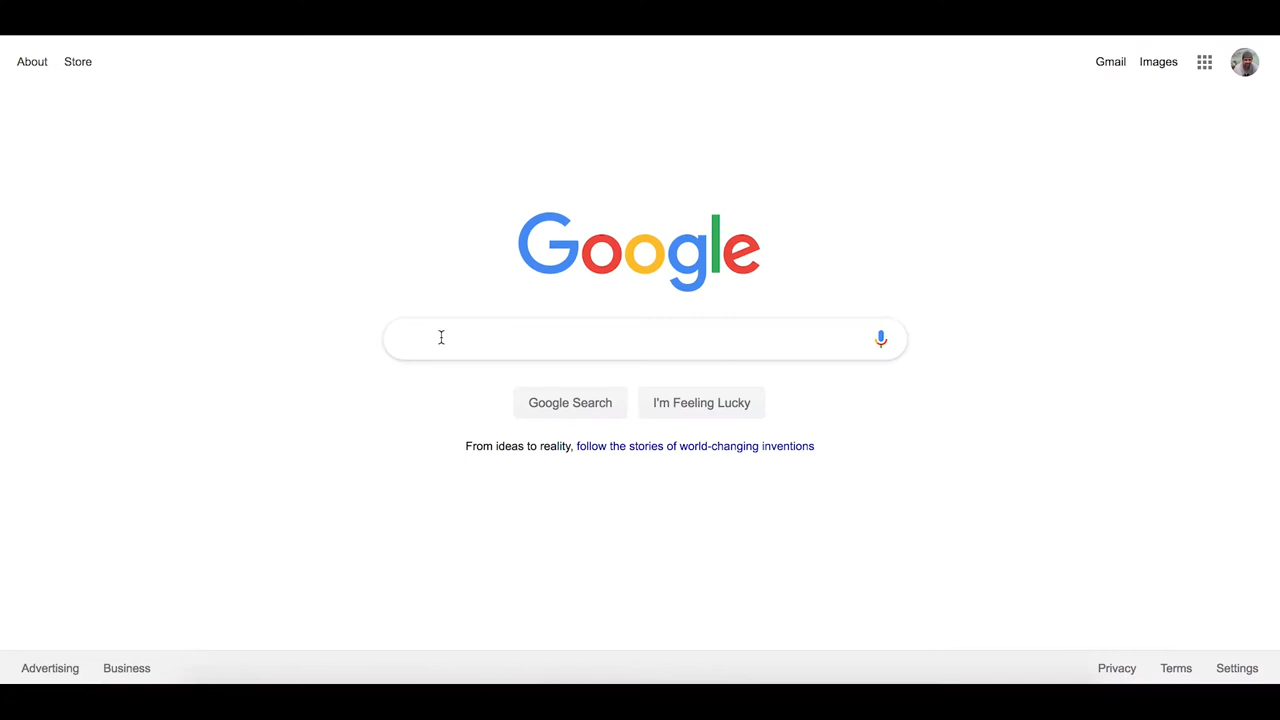 About Store
Gmail Images
Google
Google Search I'm Feeling Lucky
From ideas to reality, follow the stories of world-changing inventions
Advertising Business
Privacy Terms Settings